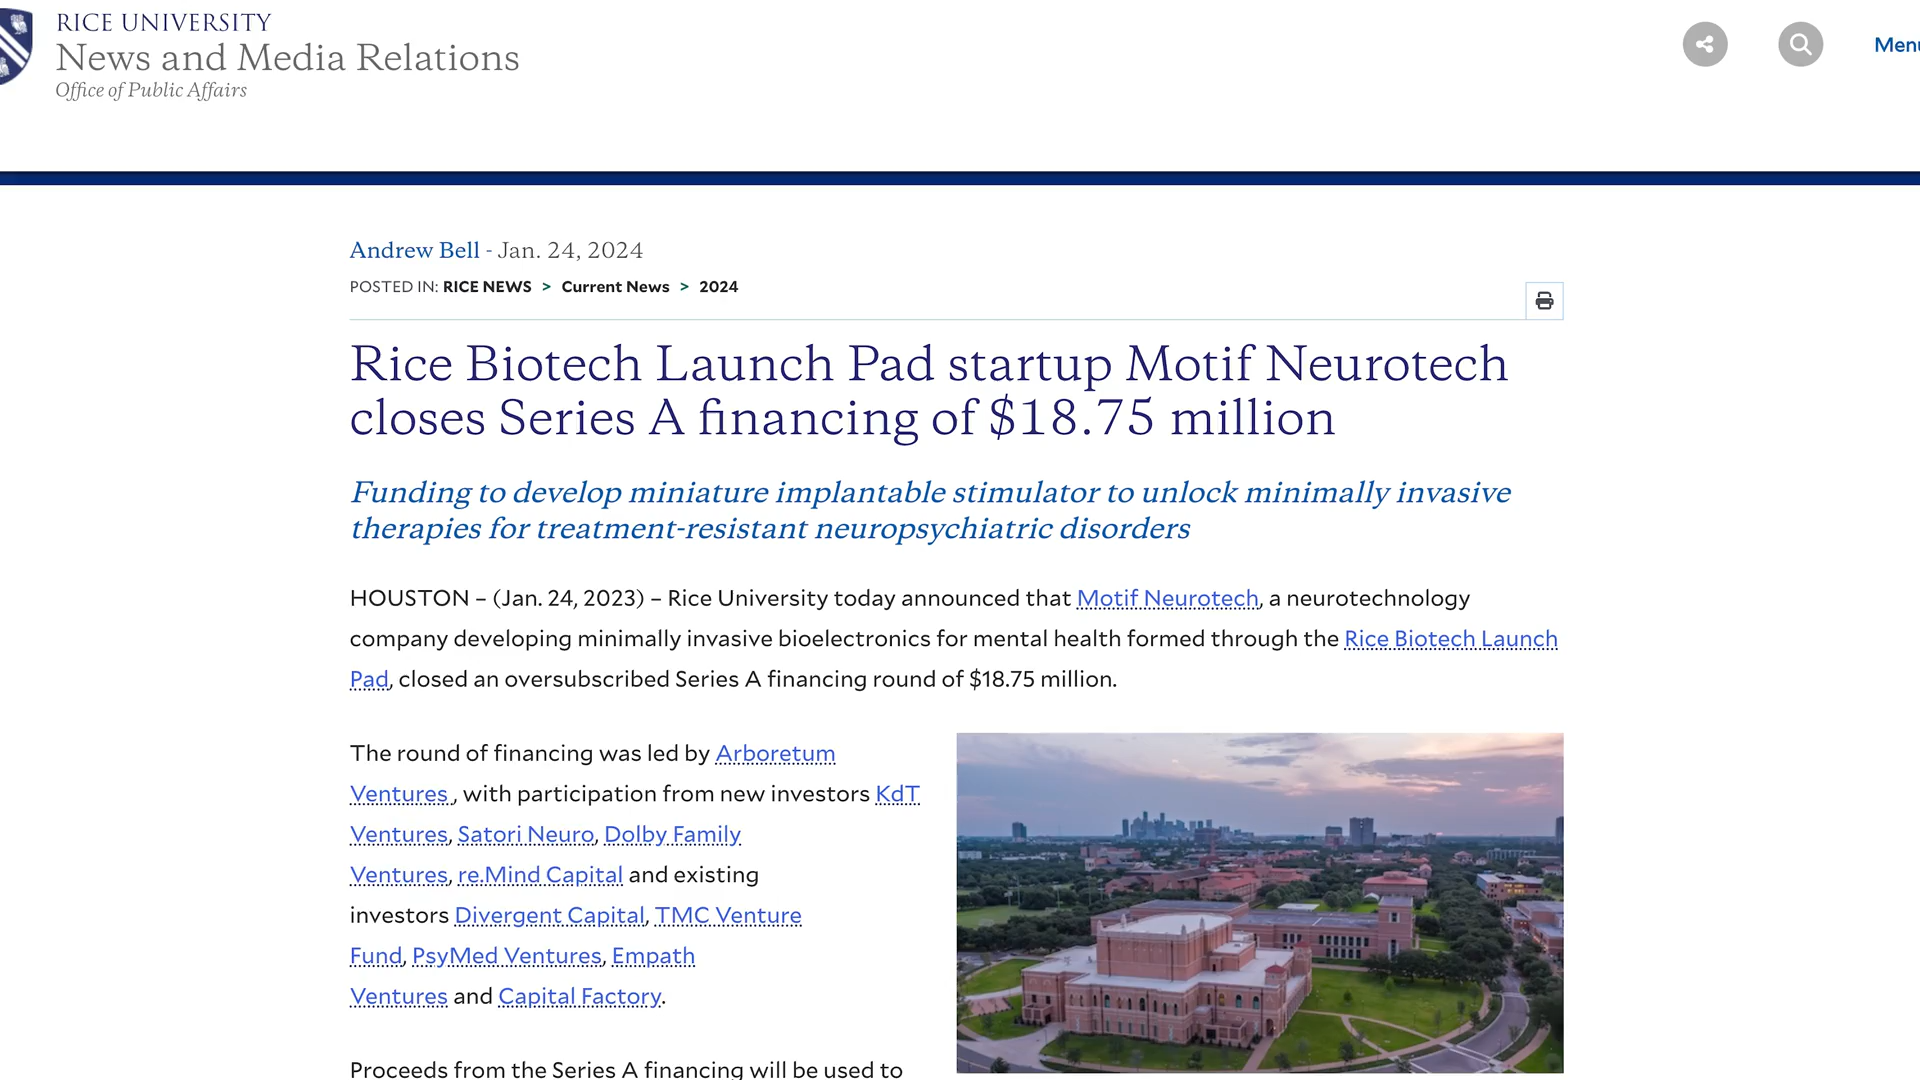 RICE UNIVERSITY
News and Media Relations
Office of Public Affairs
Menu
Andrew Bell - Jan. 24, 2024
POSTED IN: RICE NEWS > Current News > 2024
Rice Biotech Launch Pad startup Motif Neurotech
closes Series A financing of $18.75 million
Funding to develop miniature implantable stimulator to unlock minimally invasive
therapies for treatment-resistant neuropsychiatric disorders
HOUSTON – (Jan. 24, 2023) – Rice University today announced that Motif Neurotech, a neurotechnology
company developing minimally invasive bioelectronics for mental health formed through the Rice Biotech Launch
Pad, closed an oversubscribed Series A financing round of $18.75 million.
The round of financing was led by Arboretum
Ventures , with participation from new investors KdT
Ventures, Satori Neuro, Dolby Family
Ventures, re.Mind Capital and existing
investors Divergent Capital, TMC Venture
Fund, PsyMed Ventures, Empath
Ventures and Capital Factory.
Proceeds from the Series A financing will be used to